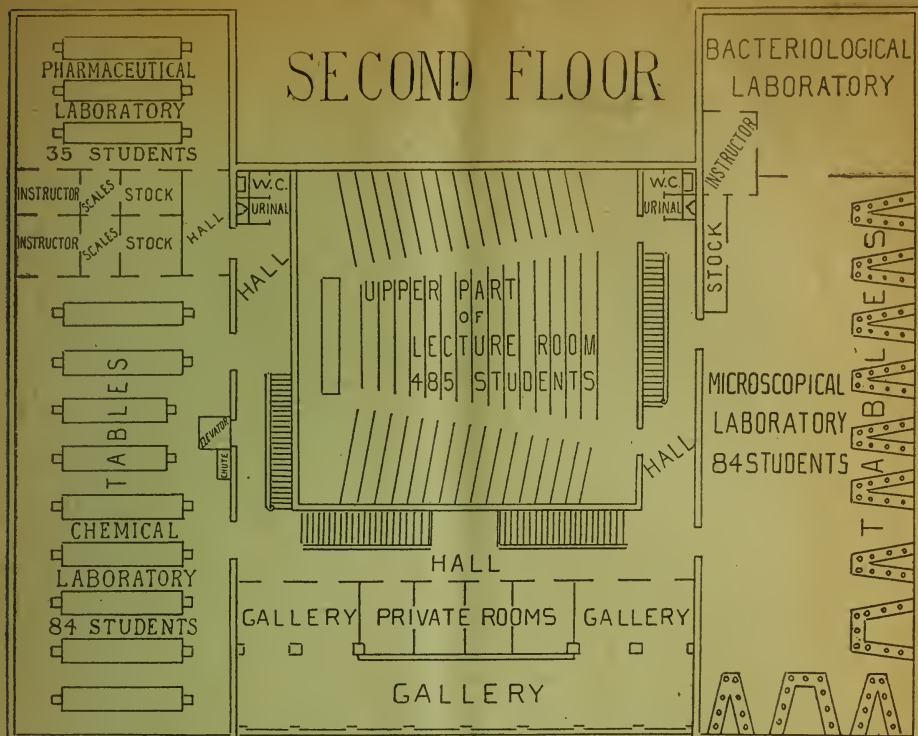 SECOND FLOOR
PHARMACEUTICAL
LABORATORY
35 STUDENTS
INSTRUCTOR
SCALES
STOCK
HALL
INSTRUCTOR
SCALES
STOCK
TABLES
ELEVATOR
CHUTE
CHEMICAL
LABORATORY
84 STUDENTS
W.C.
URINAL
HALL
UPPER PART
OF
LECTURE ROOM
485 STUDENTS
W.C.
URINAL
HALL
HALL
GALLERY
PRIVATE ROOMS
GALLERY
GALLERY
BACTERIOLOGICAL
LABORATORY
INSTRUCTOR
STOCK
MICROSCOPICAL
LABORATORY
84 STUDENTS
TABLES